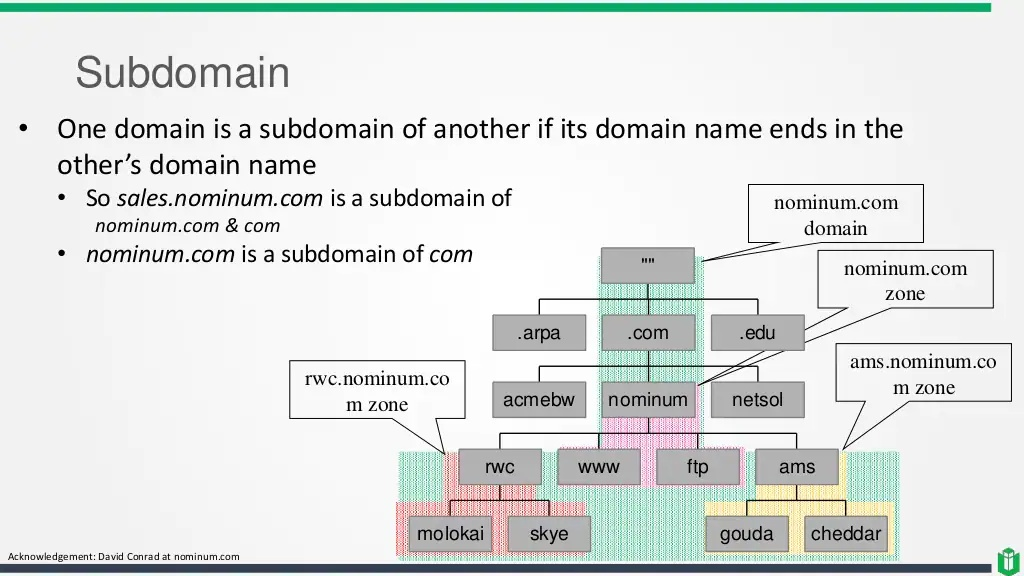 Subdomain
• One domain is a subdomain of another if its domain name ends in the
other’s domain name
• So sales.nominum.com is a subdomain of
nominum.com & com
• nominum.com is a subdomain of com
nominum.com
domain
""
nominum.com
zone
.arpa
.com
.edu
ams.nominum.co
m zone
rwc.nominum.co
m zone
acmebw
nominum
netsol
rwc
www
ftp
ams
molokai
skye
gouda
cheddar
Acknowledgement: David Conrad at nominum.com